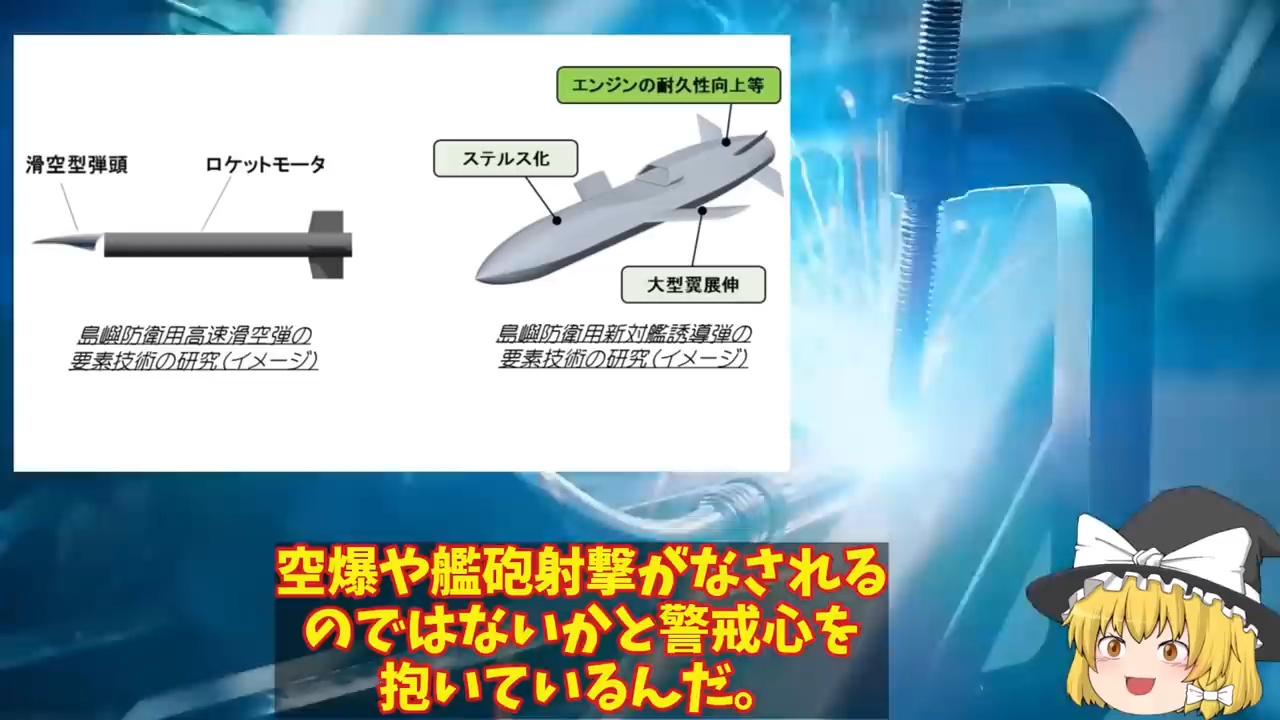 滑空型弾頭
ロケットモータ
島嶼防衛用高速滑空弾の
要素技術の研究(イメージ)
エンジンの耐久性向上等
ステルス化
大型翼展伸
島嶼防衛用新対艦誘導弾の
要素技術の研究(イメージ)
空爆や艦砲射撃がなされる
のではないかと警戒心を
抱いているんだ。